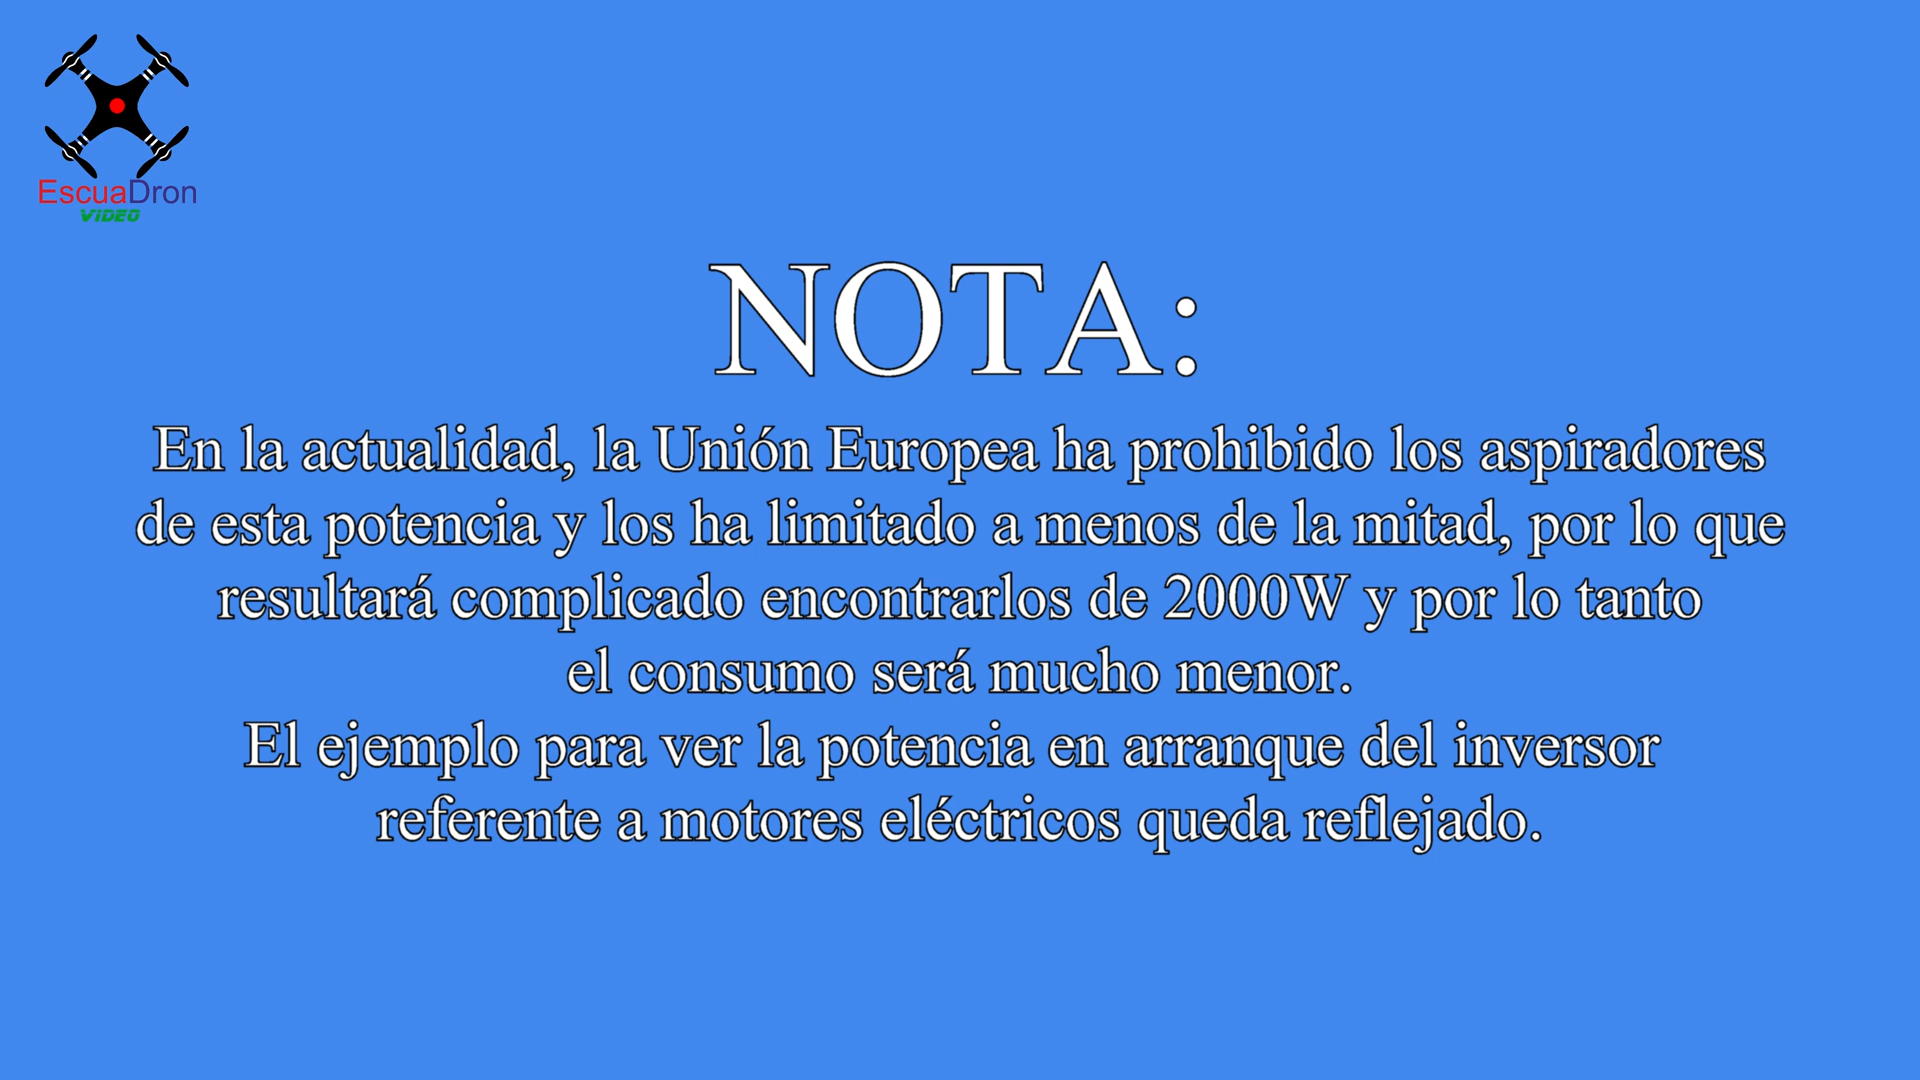 EscuaDron
VIDEO
NOTA:
En la actualidad, la Unión Europea ha prohibido los aspiradores
de esta potencia y los ha limitado a menos de la mitad, por lo que
resultará complicado encontrarlos de 2000W y por lo tanto
el consumo será mucho menor.
El ejemplo para ver la potencia en arranque del inversor
referente a motores eléctricos queda reflejado.